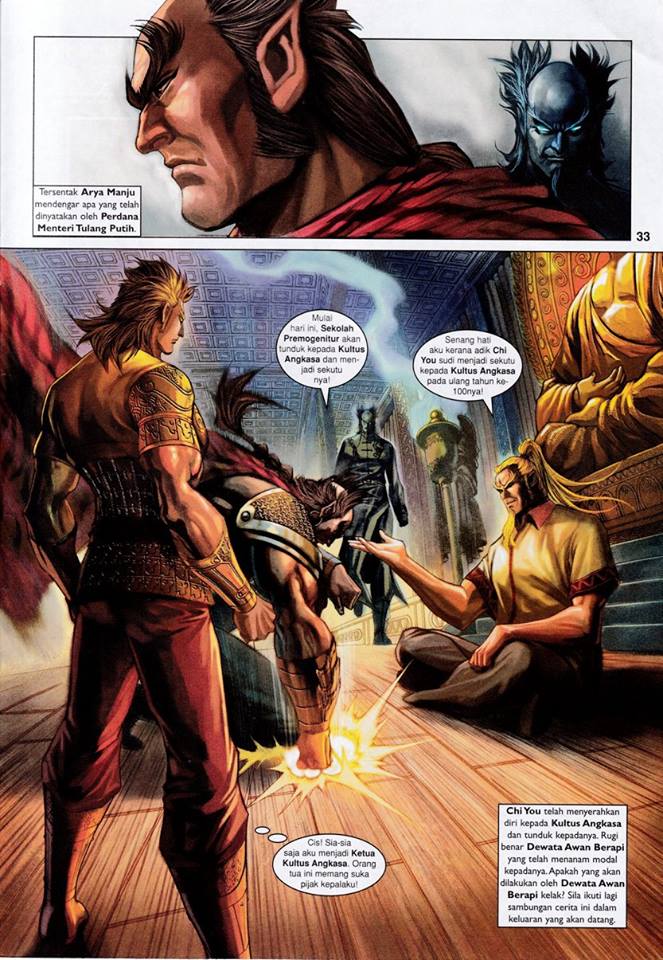 Tersentak Arya Manju
mendengar apa yang telah
dinyatakan oleh Perdana
Menteri Tulang Putih.
33
Mulai
hari ini, Sekolah
Premogenitur akan
tunduk kepada Kultus
Angkasa dan men-
jadi sekutu
nya!
Senang hati
aku kerana adik Chi
You sudi menjadi sekutu
kepada Kultus Angkasa
pada ulang tahun ke-
100nya!
Cis! Sia-sia
saja aku menjadi Ketua
Kultus Angkasa. Orang
tua ini memang suka
pijak kepalaku!
Chi You telah menyerahkan
diri kepada Kultus Angkasa
dan tunduk kepadanya. Rugi
benar Dewata Awan Berapi
yang telah menanam modal
kepadanya. Apakah yang akan
dilakukan oleh Dewata Awan
Berapi kelak? Sila ikuti lagi
sambungan cerita ini dalam
keluaran yang akan datang.